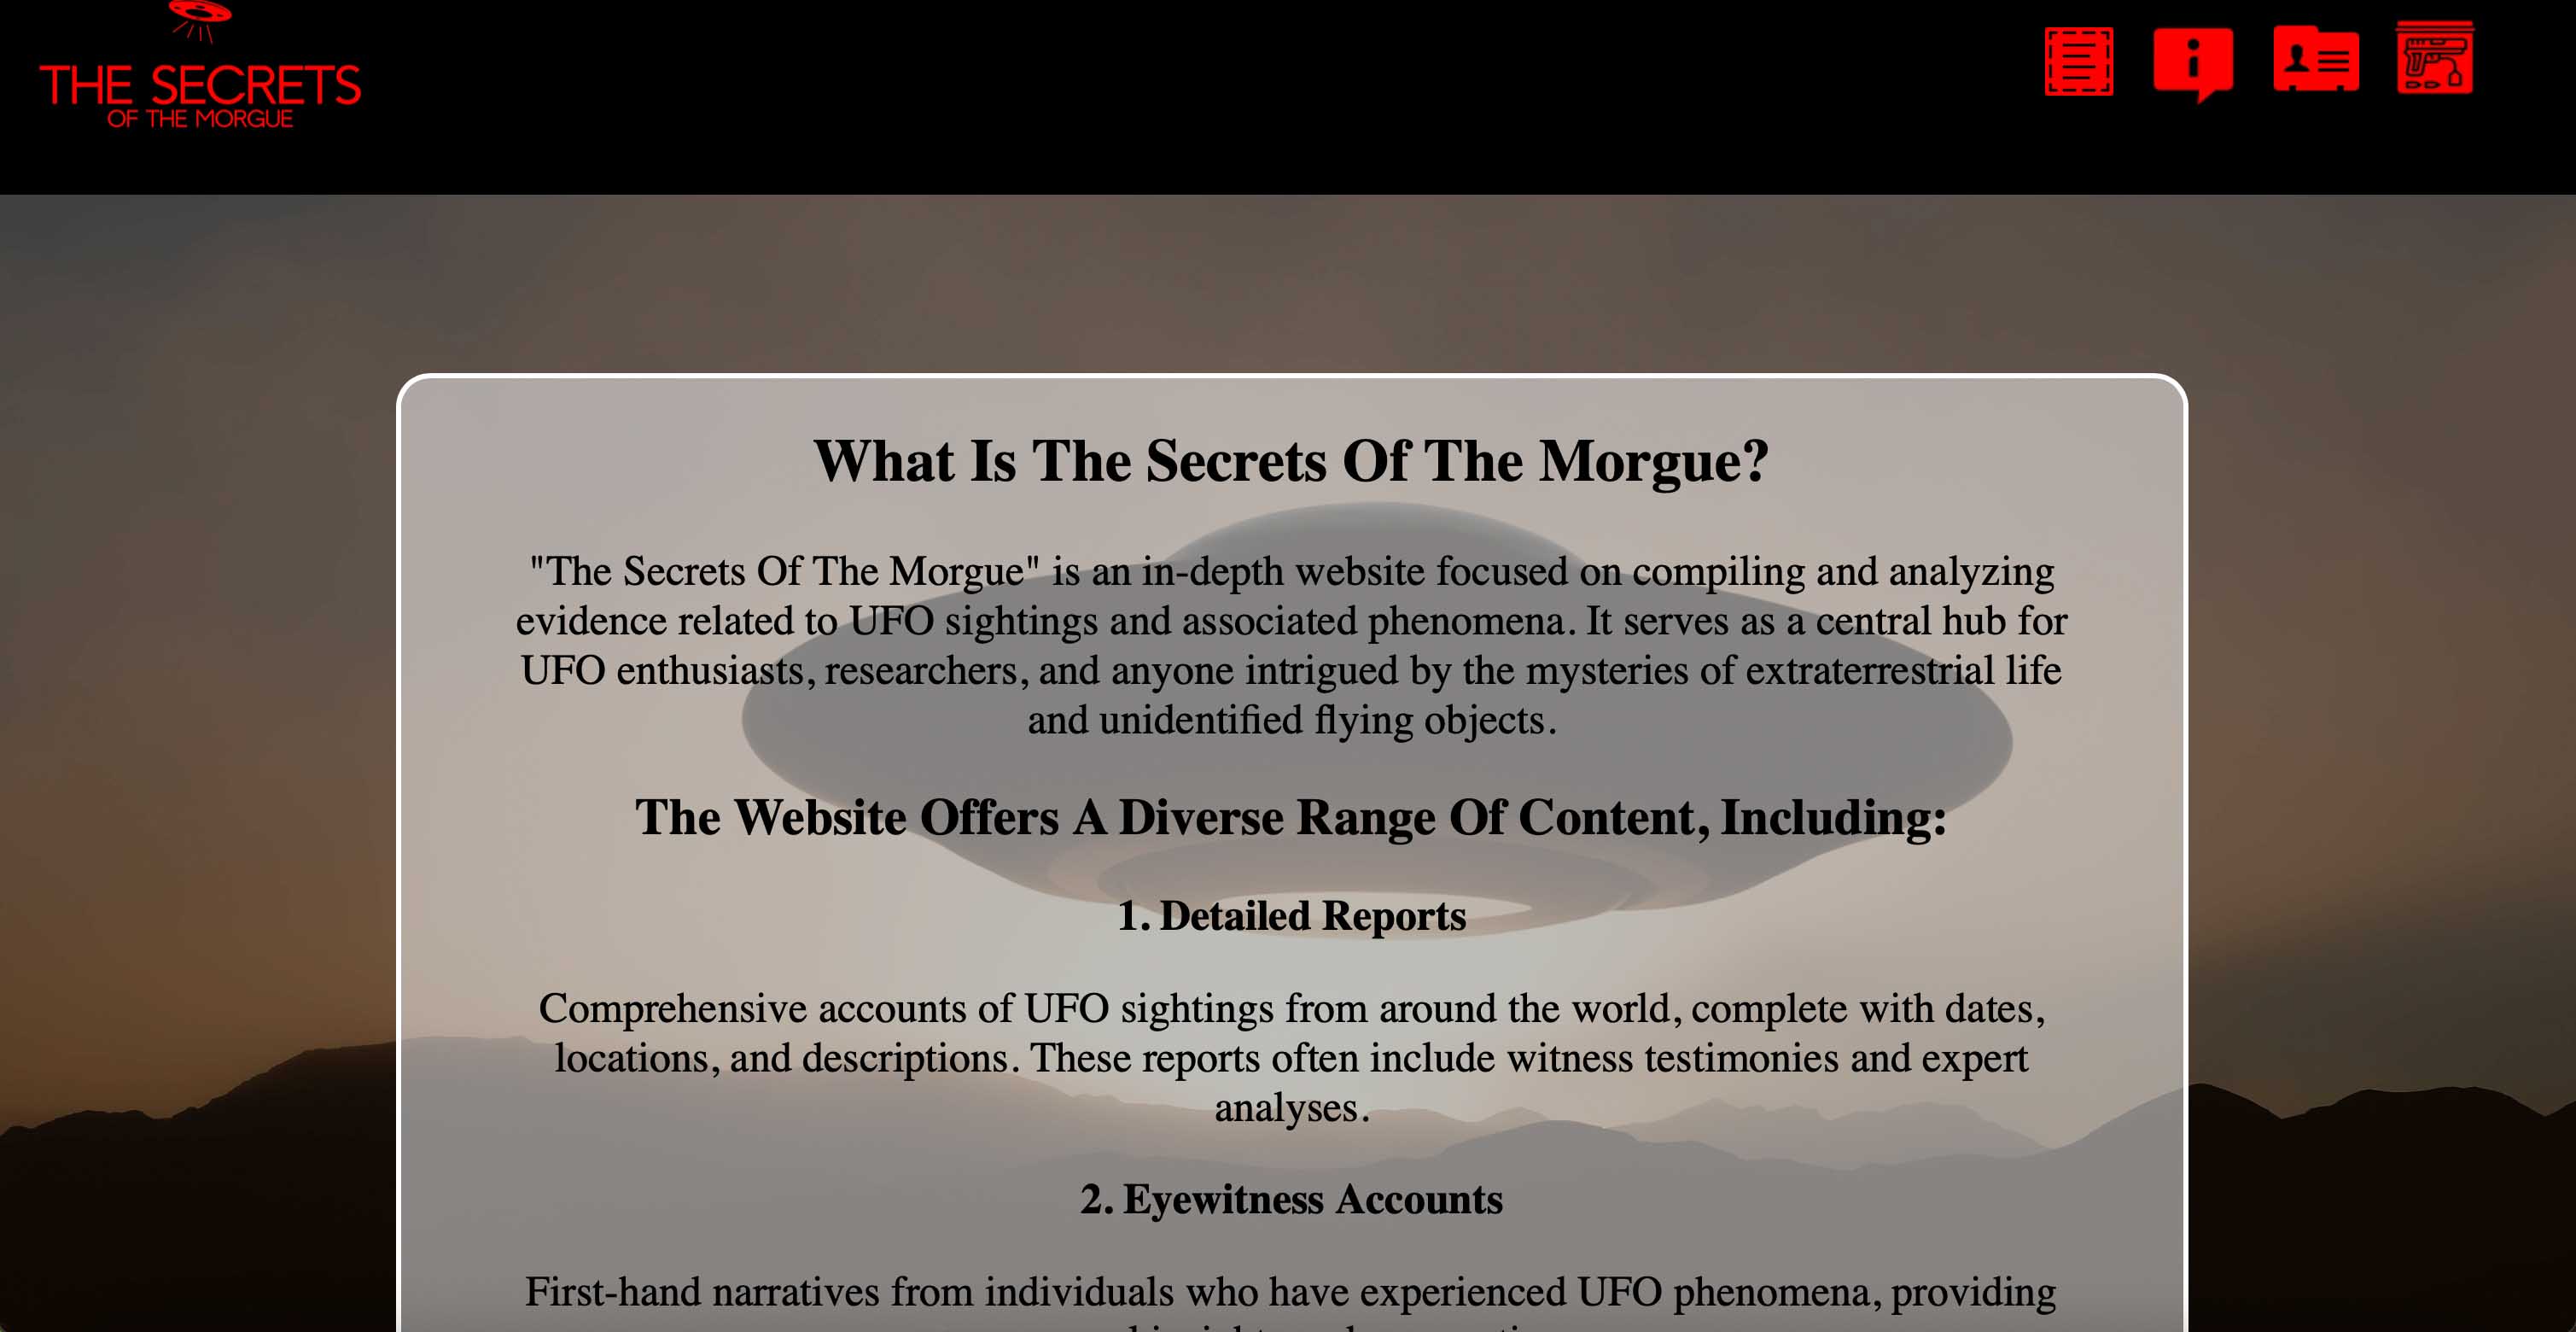 THE SECRETS
OF THE MORGUE
What Is The Secrets Of The Morgue?
"The Secrets Of The Morgue" is an in-depth website focused on compiling and analyzing
evidence related to UFO sightings and associated phenomena. It serves as a central hub for
UFO enthusiasts, researchers, and anyone intrigued by the mysteries of extraterrestrial life
and unidentified flying objects.
The Website Offers A Diverse Range Of Content, Including:
1. Detailed Reports
Comprehensive accounts of UFO sightings from around the world, complete with dates,
locations, and descriptions. These reports often include witness testimonies and expert
analyses.
2. Eyewitness Accounts
First-hand narratives from individuals who have experienced UFO phenomena, providing